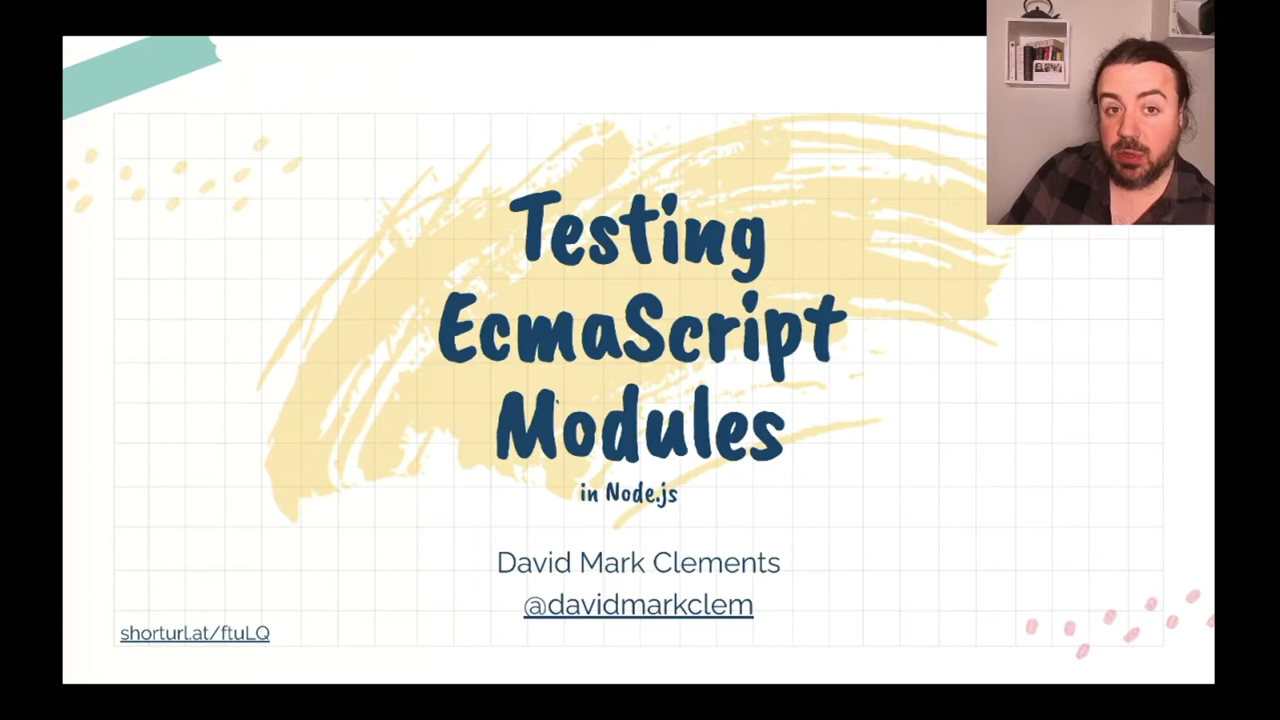 Testing
EcmaScript
Modules
in Node.js
David Mark Clements
@davidmarkclem
shorturl.at/ftuLQ